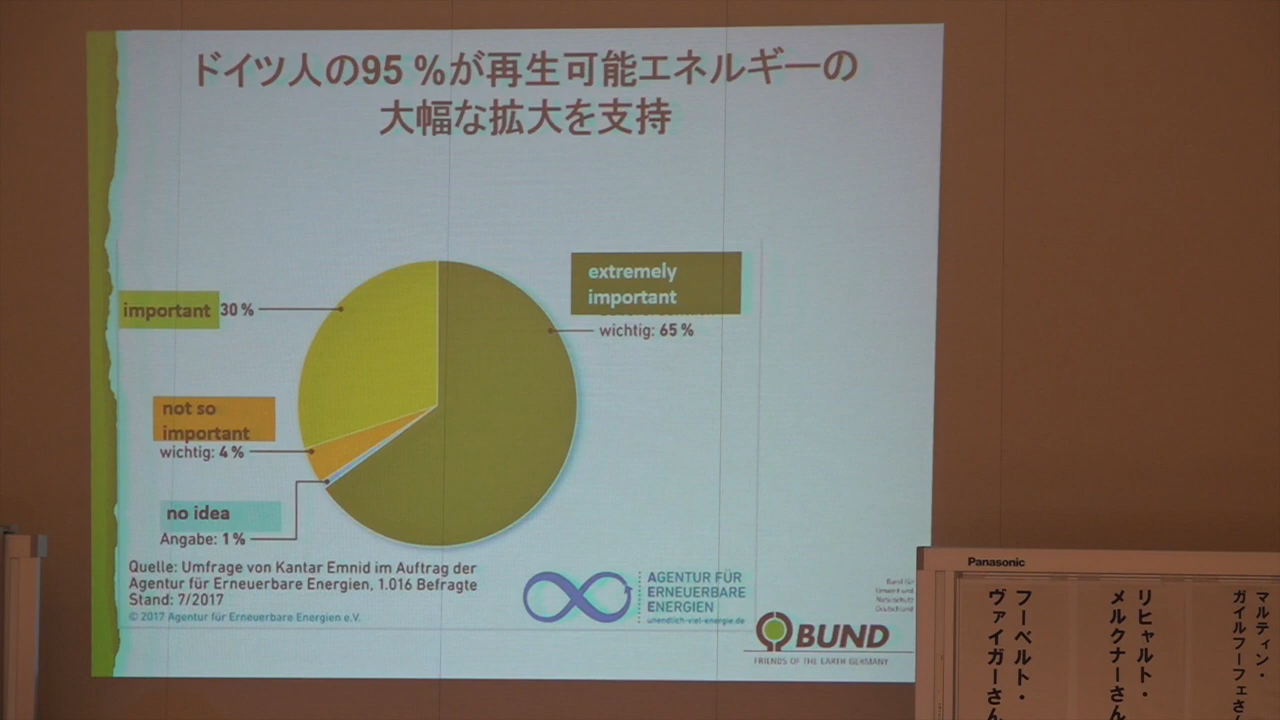 ドイツ人の95 %が再生可能エネルギーの
大幅な拡大を支持
extremely
important
wichtig: 65 %
important 30 %
not so
important
wichtig: 4 %
no idea
Angabe: 1 %
Quelle: Umfrage von Kantar Emnid im Auftrag der
Agentur für Erneuerbare Energien, 1.016 Befragte
Stand: 7/2017
© 2017 Agentur für Erneuerbare Energien e.V.
AGENTUR FÜR
ERNEUERBARE
ENERGIEN
unendlich-viel-energie.de
Bund für
Umwelt und
Naturschutz
Deutschland
BUND
FRIENDS OF THE EARTH GERMANY
Panasonic
マルティン・
ガイルフーフェさ
リヒャルト・
メルクナーさん
フーベルト・
ヴァイガーさん